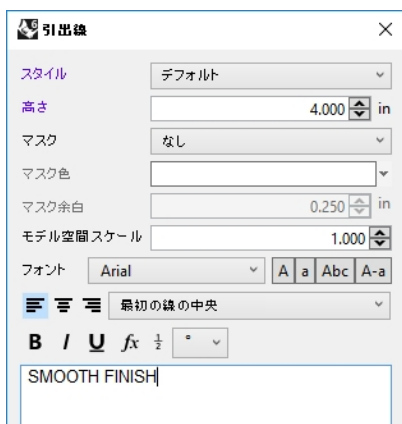 引出線
スタイル デフォルト
高さ 4.000 in
マスク なし
マスク色
マスク余白 0.250 in
モデル空間スケール 1.000
フォント Arial A a Abc A-a
最初の線の中央
B I U fx ½ °
SMOOTH FINISH